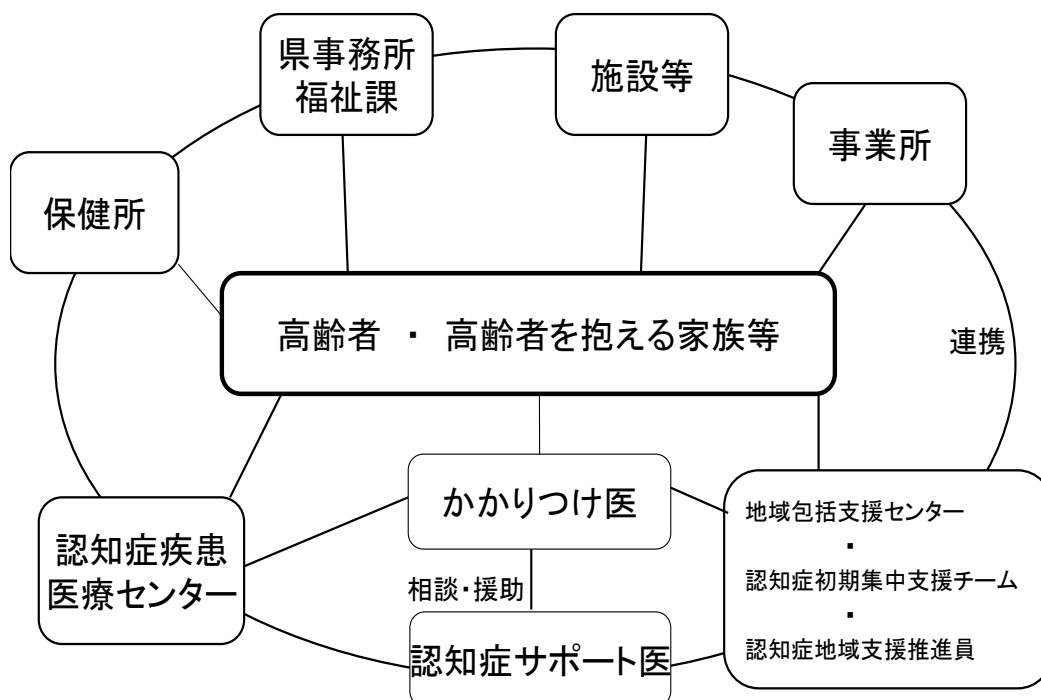 県事務所
福祉課
施設等
事業所
保健所
高齢者 ・ 高齢者を抱える家族等
連携
かかりつけ医
認知症疾患
医療センター
相談・援助
認知症サポート医
地域包括支援センター
・
認知症初期集中支援チーム
・
認知症地域支援推進員